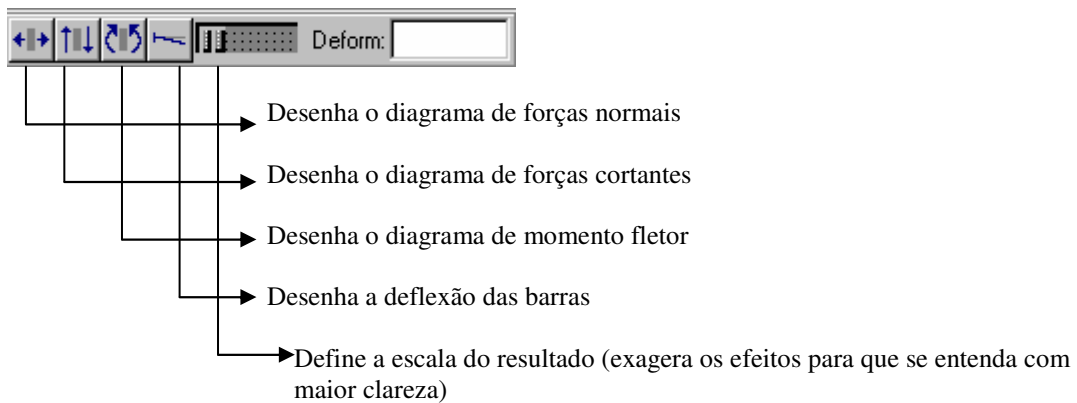 Deform:
Desenha o diagrama de forças normais
Desenha o diagrama de forças cortantes
Desenha o diagrama de momento fletor
Desenha a deflexão das barras
Define a escala do resultado (exagera os efeitos para que se entenda com
maior clareza)